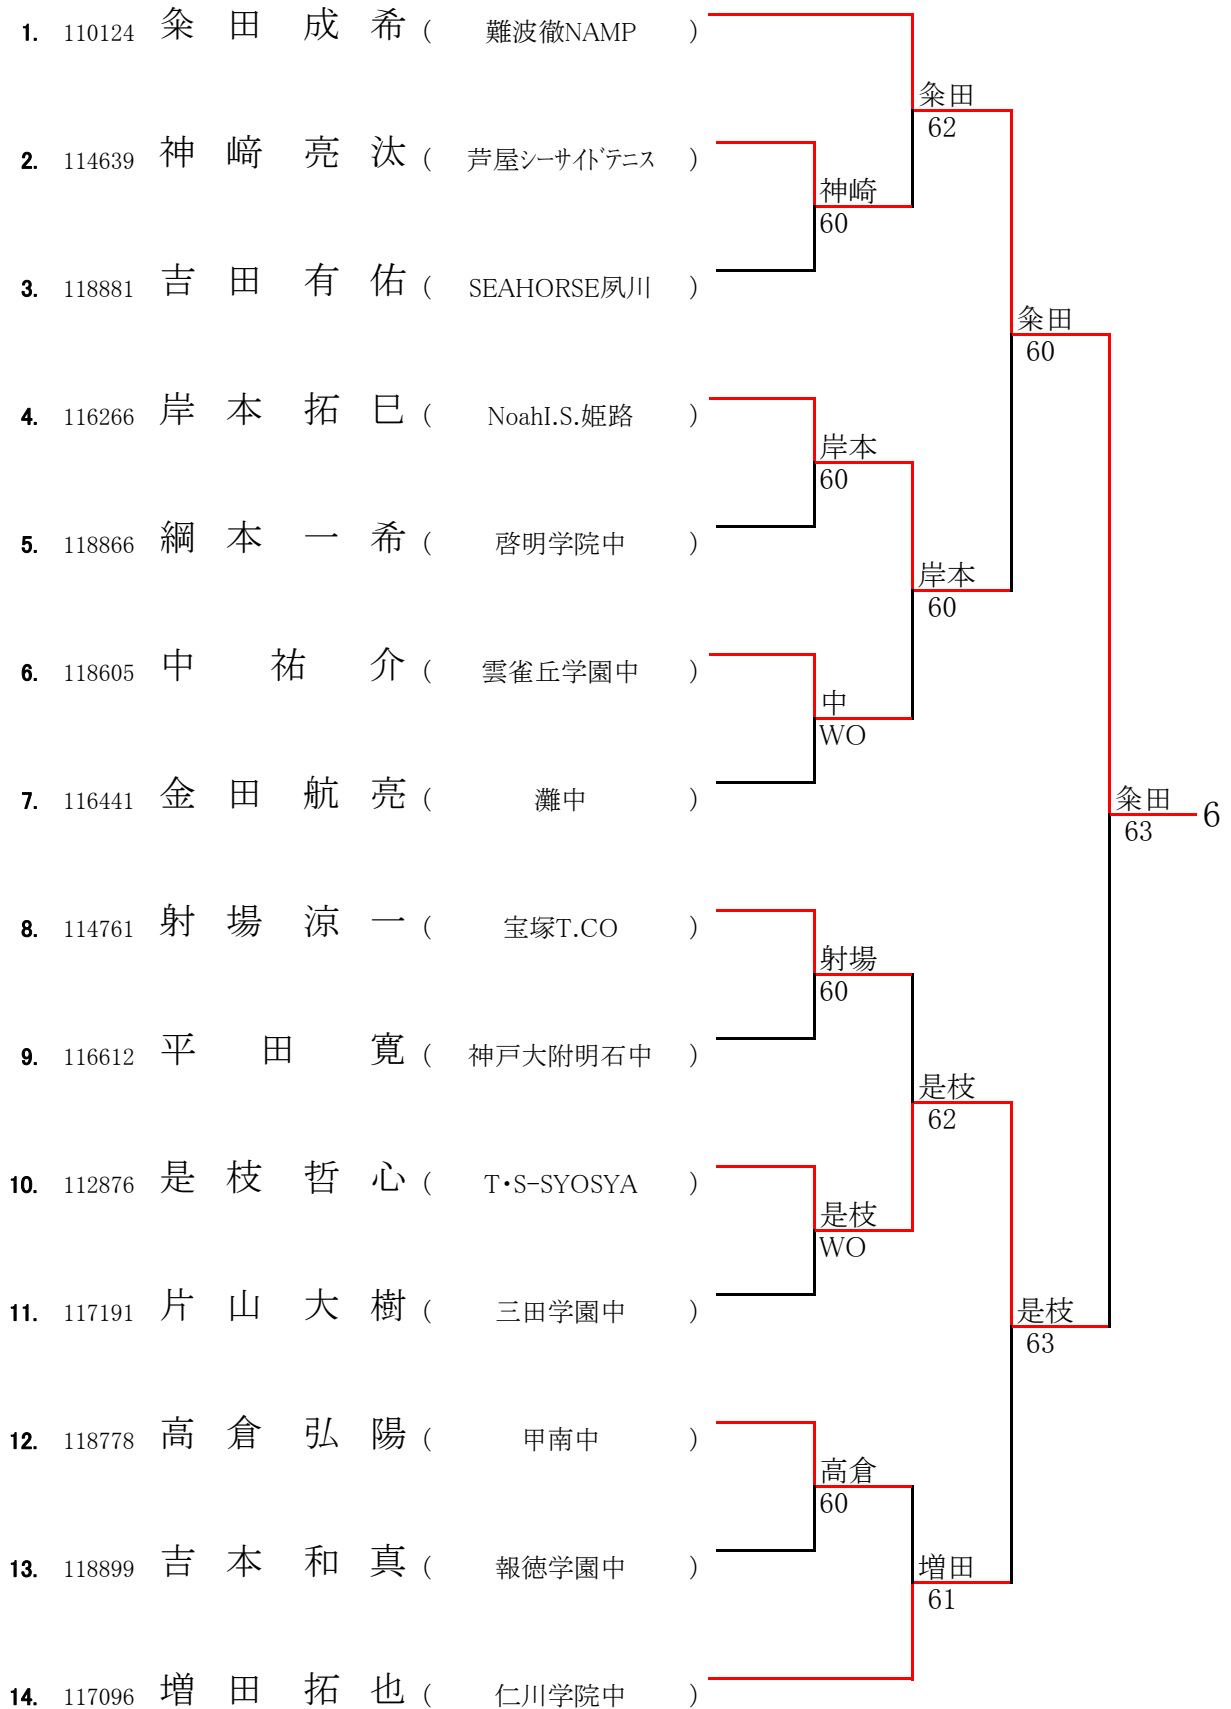 1. 110124 粂田 成希 ( 難波徹NAMP )
粂田
62
2. 114639 神﨑 亮汰 ( 芦屋シーサイドテニス )
神崎
60
3. 118881 吉田 有佑 ( SEAHORSE夙川 )
粂田
60
4. 116266 岸本 拓巳 ( NoahI.S.姫路 )
岸本
60
5. 118866 綱本 一希 ( 啓明学院中 )
岸本
60
6. 118605 中 祐介 ( 雲雀丘学園中 )
中
WO
7. 116441 金田 航亮 ( 灘中 )
粂田
63
6
8. 114761 射場 涼一 ( 宝塚T.CO )
射場
60
9. 116612 平田 寛 ( 神戸大附明石中 )
是枝
62
10. 112876 是枝 哲心 ( T・S-SYOSYA )
是枝
WO
11. 117191 片山 大樹 ( 三田学園中 )
是枝
63
12. 118778 高倉 弘陽 ( 甲南中 )
高倉
60
13. 118899 吉本 和真 ( 報徳学園中 )
増田
61
14. 117096 増田 拓也 ( 仁川学院中 )